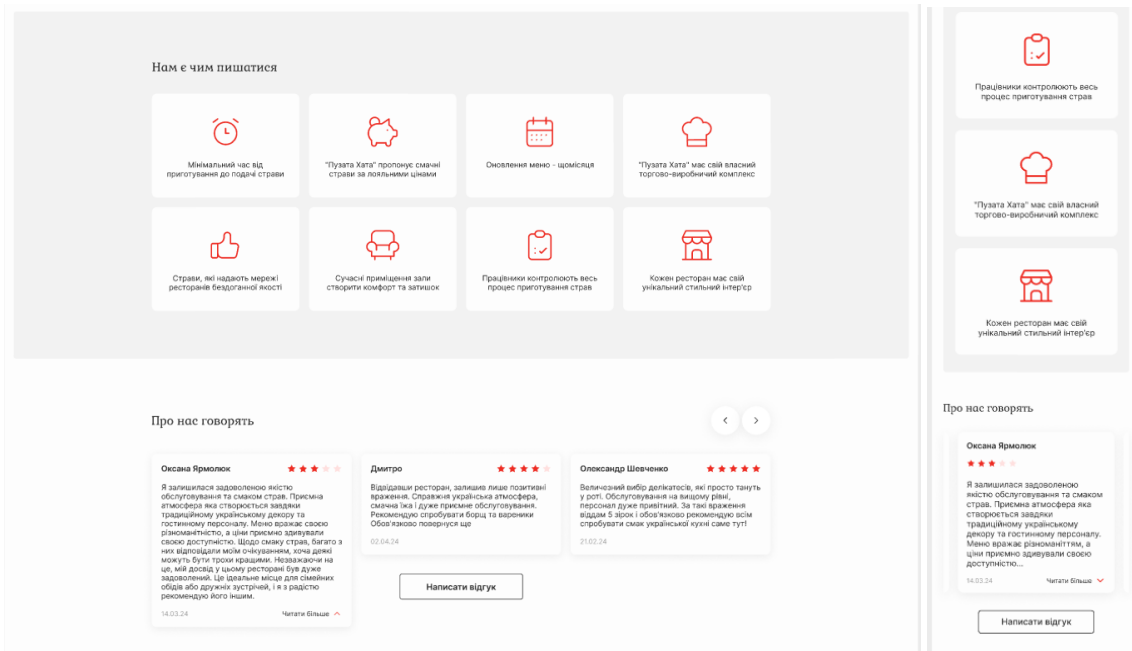 Нам є чим пишатися
Мінімальний час від
приготування до подачі страви
"Пузата Хата" пропонує смачні
страви за лояльними цінами
Оновлення меню - щомісяця
"Пузата Хата" має свій власний
торгово-виробничий комплекс
Страви, які надають мережі
ресторанів бездоганної якості
Сучасні приміщення зали
створити комфорт та затишок
Працівники контролюють весь
процес приготування страв
Кожен ресторан має свій
унікальний стильний інтер'єр
Про нас говорять
Оксана Ярмолюк
Я залишилася задоволеною якістю
обслуговування та смаком страв. Приємна
атмосфера яка створюється завдяки
традиційному українському декору та
гостинному персоналу. Меню вражає своєю
різноманітністю, а ціни приємно здивували
своєю доступністю. Щодо смаку страв, багато з
них відповідали моїм очікуванням, хоча деякі
можуть бути трохи кращими. Незважаючи на
це, мій досвід у цьому ресторані був дуже
задоволений. Це ідеальне місце для сімейних
обідів або дружніх зустрічей, і я з радістю
рекомендую його іншим.
14.03.24
Читати більше
Дмитро
Відвідавши ресторан, залишив лише позитивні
враження. Справжня українська атмосфера,
смачна їжа і дуже приємне обслуговування.
Рекомендую спробувати борщ та вареники
Обов'язково повернуся ще
02.04.24
Олександр Шевченко
Величезний вибір делікатесів, які просто тануть
у роті. Обслуговування на вищому рівні,
персонал дуже привітний. За такі враження
віддам 5 зірок і обов'язково рекомендую всім
спробувати смак української кухні саме тут!
21.02.24
Написати відгук
Працівники контролюють весь
процес приготування страв
"Пузата Хата" має свій власний
торгово-виробничий комплекс
Кожен ресторан має свій
унікальний стильний інтер'єр
Про нас говорять
Оксана Ярмолюк
Я залишилася задоволеною
якістю обслуговування та смаком
страв. Приємна атмосфера яка
створюється завдяки
традиційному українському
декору та гостинному персоналу.
Меню вражає різноманіттям, а
ціни приємно здивували своєю
доступністю...
14.03.24
Читати більше
Написати відгук